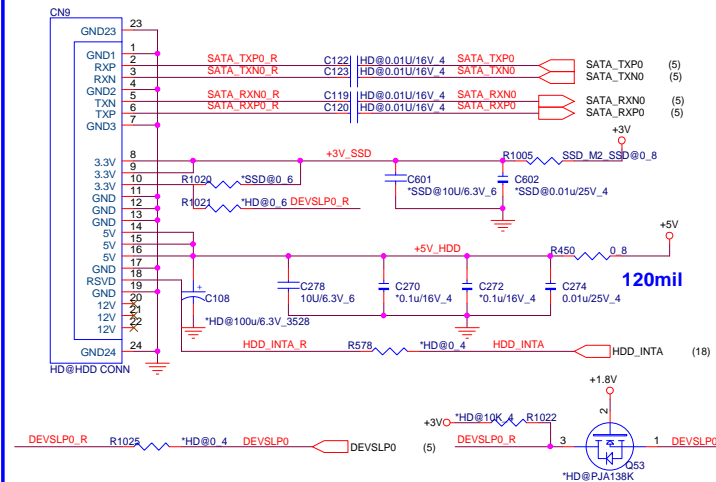 CN9
GND23 23
GND1 1
RXP 2 SATA_TXP0_R C122 HD@0.01U/16V_4 SATA_TXP0 SATA_TXP0 (5)
RXN 3 SATA_TXN0_R C123 HD@0.01U/16V_4 SATA_TXN0 SATA_TXN0 (5)
GND2 4
TXN 5 SATA_RXN0_R C119 HD@0.01U/16V_4 SATA_RXN0 SATA_RXN0 (5)
TXP 6 SATA_RXP0_R C120 HD@0.01U/16V_4 SATA_RXP0 SATA_RXP0 (5)
GND3 7
+3V
3.3V 8 +3V_SSD R1005 SSD_M2_SSD@0_8
3.3V 9
3.3V 10 R1020 *SSD@0_6 C601 C602
GND 11 *SSD@10U/6.3V_6 *SSD@0.01u/25V_4
GND 12 R1021 *HD@0_6 DEVSLP0_R
GND 13
5V 14
5V 15 +5V
5V 16 +5V_HDD R450 0_8
GND 17 120mil
RSVD 18 C278 C270 C272 C274
GND 19 C108 10U/6.3V_6 *0.1u/16V_4 *0.1u/16V_4 0.01u/25V_4
12V 20
12V 21 *HD@100u/6.3V_3528
12V 22
HDD_INTA_R R578 *HD@0_4 HDD_INTA HDD_INTA (18)
GND24 24
HD@HDD CONN
+1.8V
+3V *HD@10K_4 R1022 2
DEVSLP0_R R1025 *HD@0_4 DEVSLP0 DEVSLP0 (5) DEVSLP0_R 3 1 DEVSLP0
Q53
*HD@PJA138K